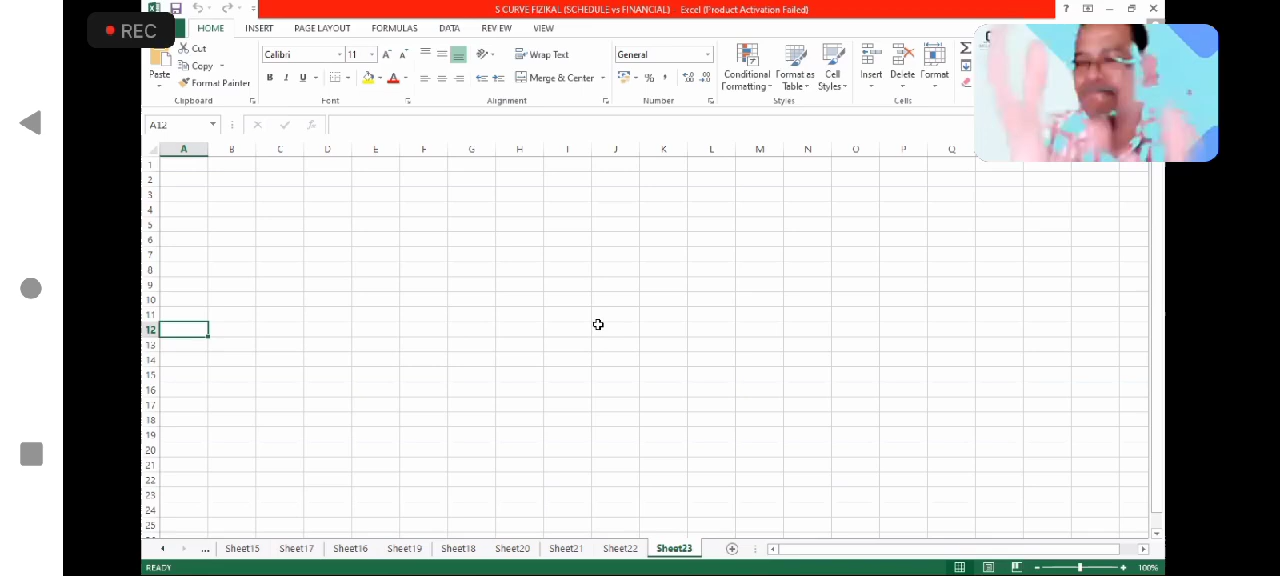 REC
S CURVE FIZIKAL (SCHEDULE vs FINANCIAL) - Excel (Product Activation Failed)
HOME INSERT PAGE LAYOUT FORMULAS DATA REVIEW VIEW
Paste
Cut
Copy
Format Painter
Calibri 11
B I U
A A
A
Wrap Text
Merge & Center
General
%
Conditional Formatting
Format as Table
Cell Styles
Insert
Delete
Format
Σ
Clipboard Font Alignment Number Styles Cells
A12
fx
A B C D E F G H I J K L M N O P Q
1
2
3
4
5
6
7
8
9
10
11
12
13
14
15
16
17
18
19
20
21
22
23
24
25
... Sheet15 Sheet17 Sheet16 Sheet19 Sheet18 Sheet20 Sheet21 Sheet22 Sheet23
READY
100%